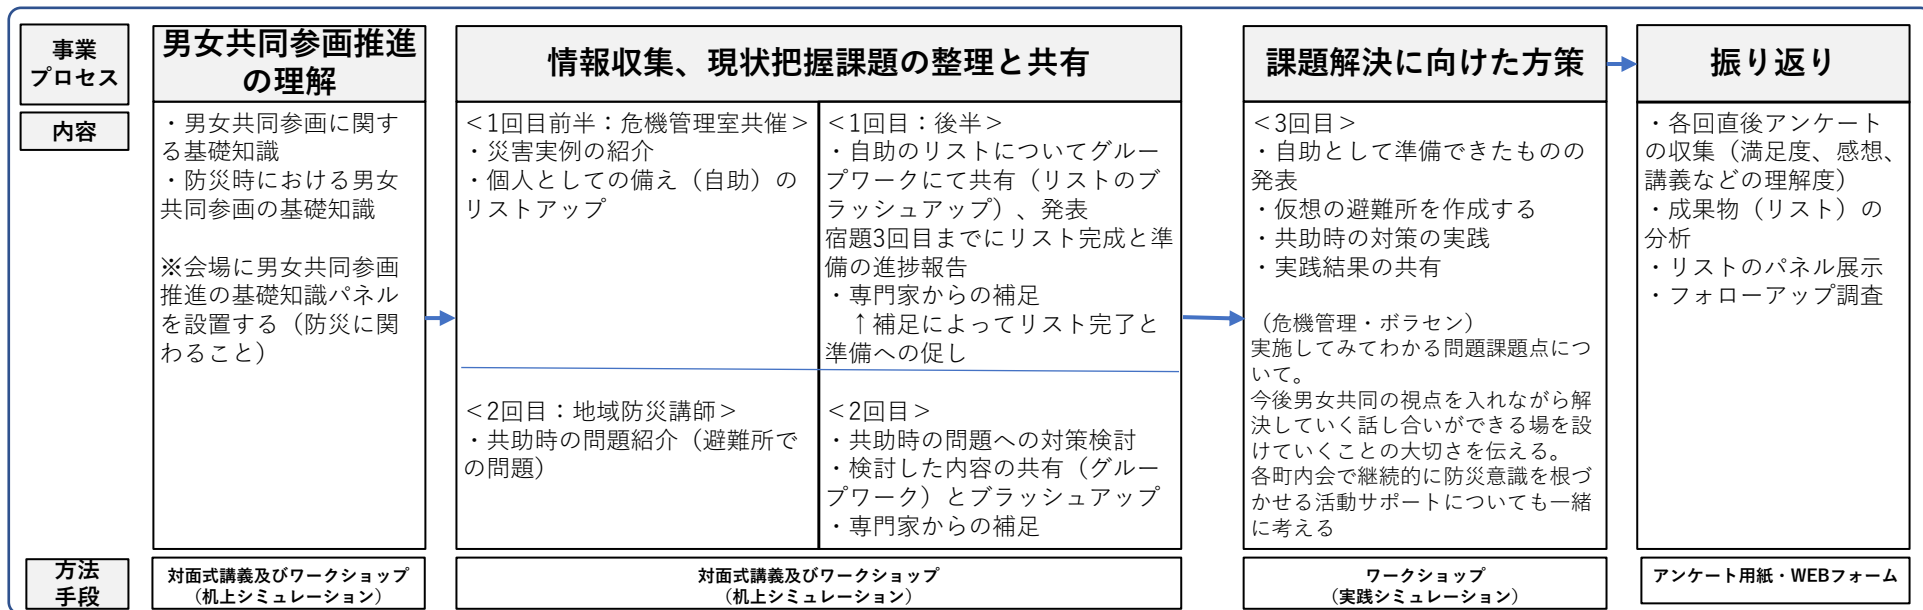 事業
プロセス
男女共同参画推進
の理解
情報収集、現状把握課題の整理と共有
課題解決に向けた方策
振り返り
内容
・男女共同参画に関す
る基礎知識
・防災時における男女
共同参画の基礎知識
※会場に男女共同参画
推進の基礎知識パネル
を設置する（防災に関
わること）
＜1回目前半：危機管理室共催＞
・災害実例の紹介
・個人としての備え（自助）の
リストアップ
＜1回目：後半＞
・自助のリストについてグルー
プワークにて共有（リストのブ
ラッシュアップ）、発表
宿題3回目までにリスト完成と準
備の進捗報告
・専門家からの補足
↑補足によってリスト完了と
準備への促し
＜2回目：地域防災講師＞
・共助時の問題紹介（避難所で
の問題）
＜2回目＞
・共助時の問題への対策検討
・検討した内容の共有（グルー
プワーク）とブラッシュアップ
・専門家からの補足
＜3回目＞
・自助として準備できたものの
発表
・仮想の避難所を作成する
・共助時の対策の実践
・実践結果の共有
（危機管理・ボラセン）
実施してみてわかる問題課題点につ
いて。
今後男女共同の視点を入れながら解
決していく話し合いができる場を設
けていくことの大切さを伝える。
各町内会で継続的に防災意識を根づ
かせる活動サポートについても一緒
に考える
・各回直後アンケート
の収集（満足度、感想、
講義などの理解度）
・成果物（リスト）の
分析
・リストのパネル展示
・フォローアップ調査
方法
手段
対面式講義及びワークショップ
（机上シミュレーション）
対面式講義及びワークショップ
（机上シミュレーション）
ワークショップ
（実践シミュレーション）
アンケート用紙・WEBフォーム